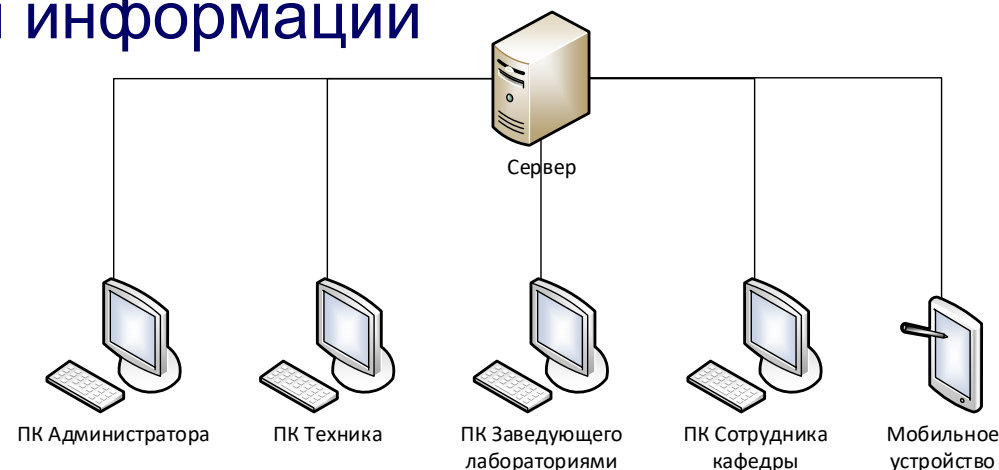 информации
Сервер
ПК Администратора
ПК Техника
ПК Заведующего
лабораториями
ПК Сотрудника
кафедры
Мобильное
устройство